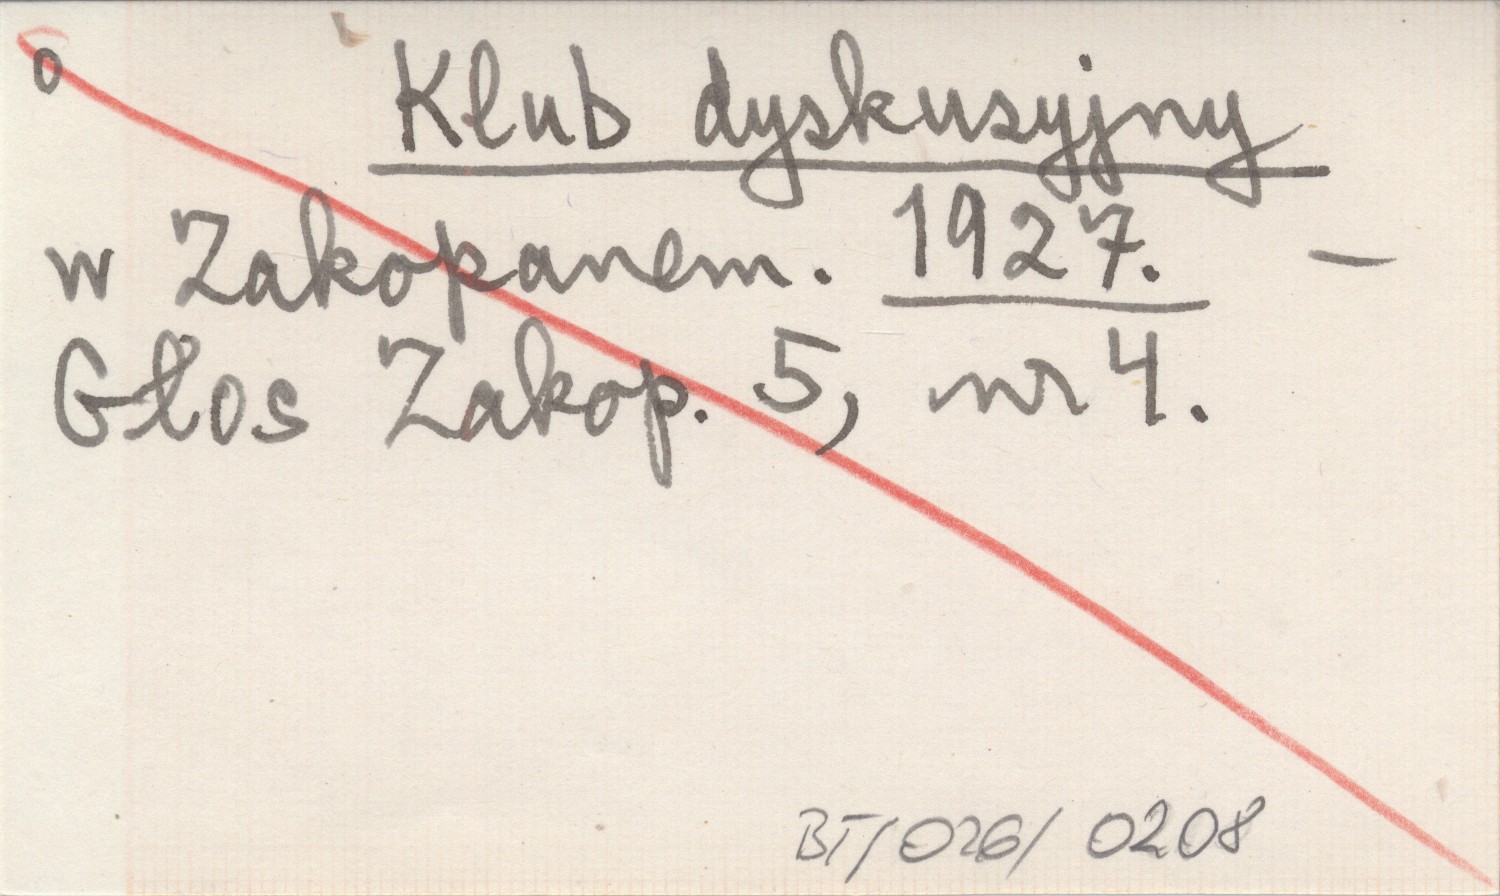 o Klub dyskusyjny
w Zakopanem. 1927. —
Głos Zakop. 5, nr 4.
BT/026/0208